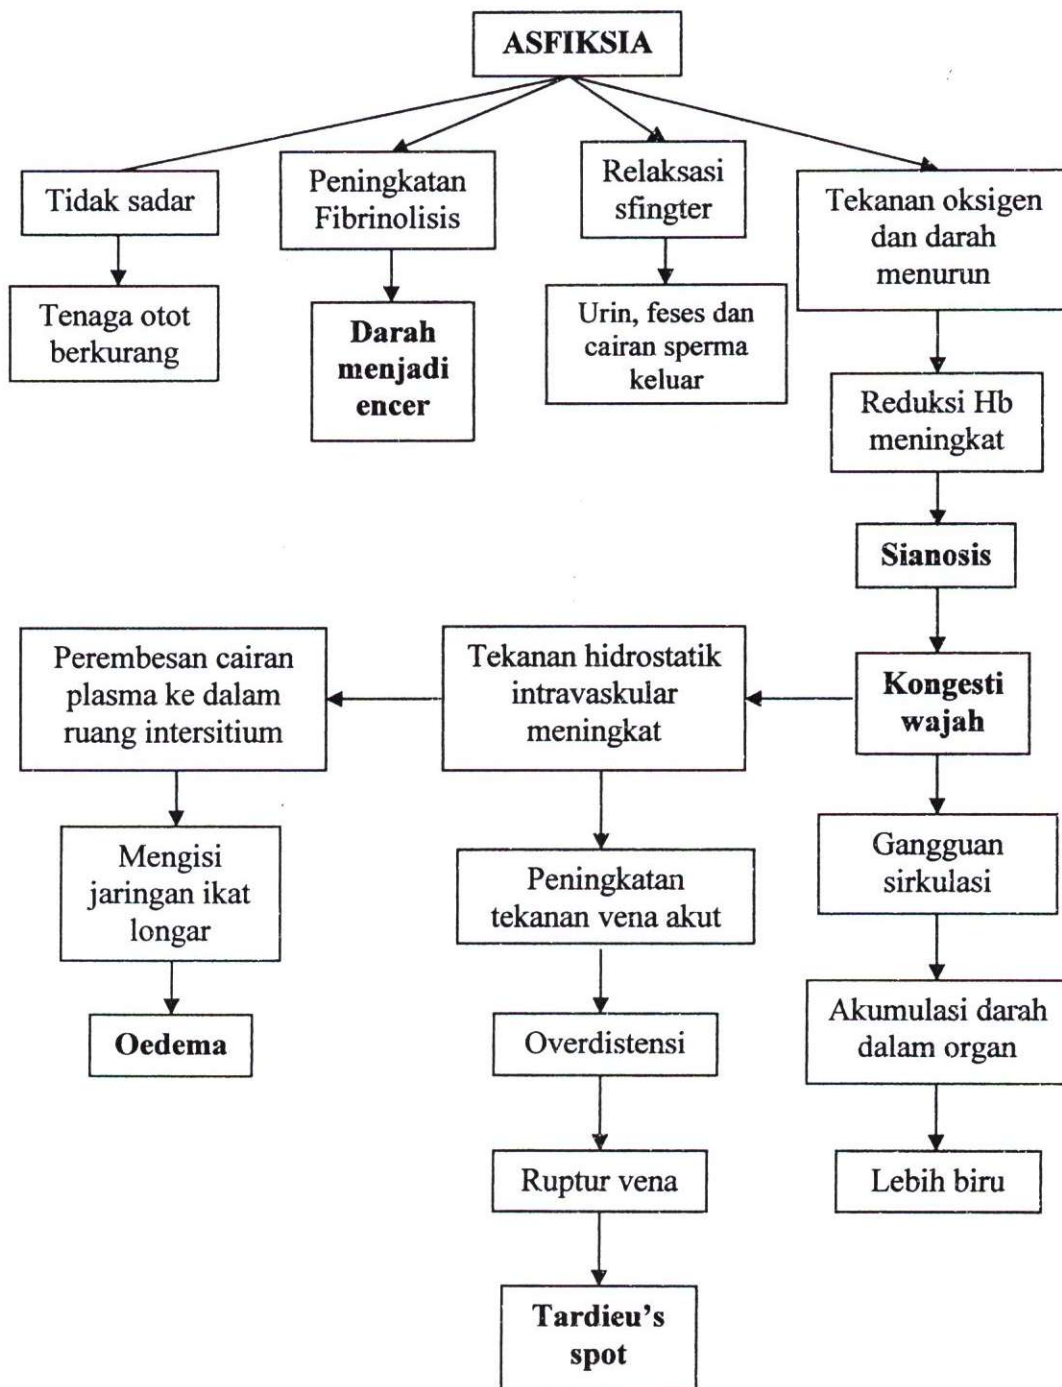 ASFIKSIA
Tidak sadar
Peningkatan
Fibrinolisis
Relaksasi
sfingter
Tekanan oksigen
dan darah
menurun
Tenaga otot
berkurang
Darah
menjadi
encer
Urin, feses dan
cairan sperma
keluar
Reduksi Hb
meningkat
Sianosis
Perembesan cairan
plasma ke dalam
ruang intersitium
Tekanan hidrostatik
intravaskular
meningkat
Kongesti
wajah
Mengisi
jaringan ikat
longar
Peningkatan
tekanan vena akut
Gangguan
sirkulasi
Oedema
Overdistensi
Akumulasi darah
dalam organ
Ruptur vena
Lebih biru
Tardieu's
spot